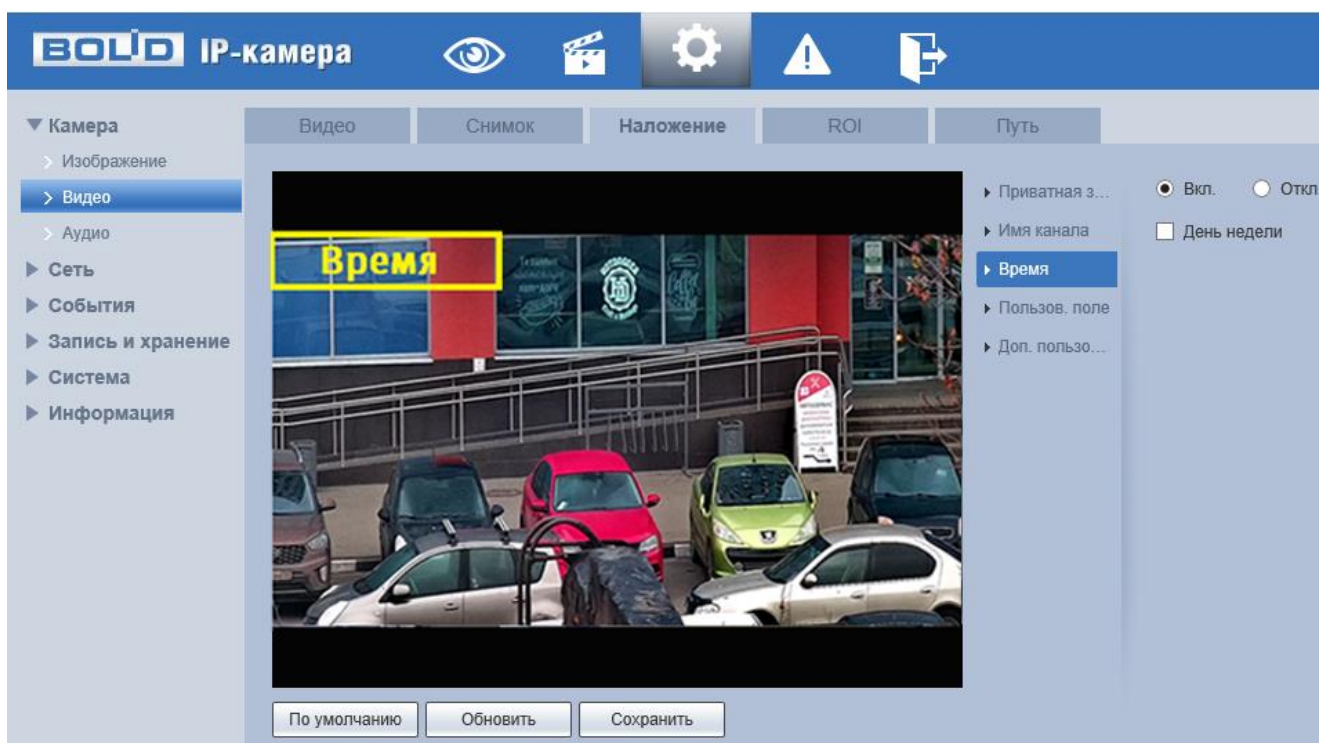 BOLID IP-камера
Камера
Изображение
Видео
Аудио
Сеть
События
Запись и хранение
Система
Информация
Видео Снимок Наложение ROI Путь
Время
Приватная з...
Имя канала
Время
Пользов. поле
Доп. пользо...
Вкл. Откл
День недели
По умолчанию Обновить Сохранить